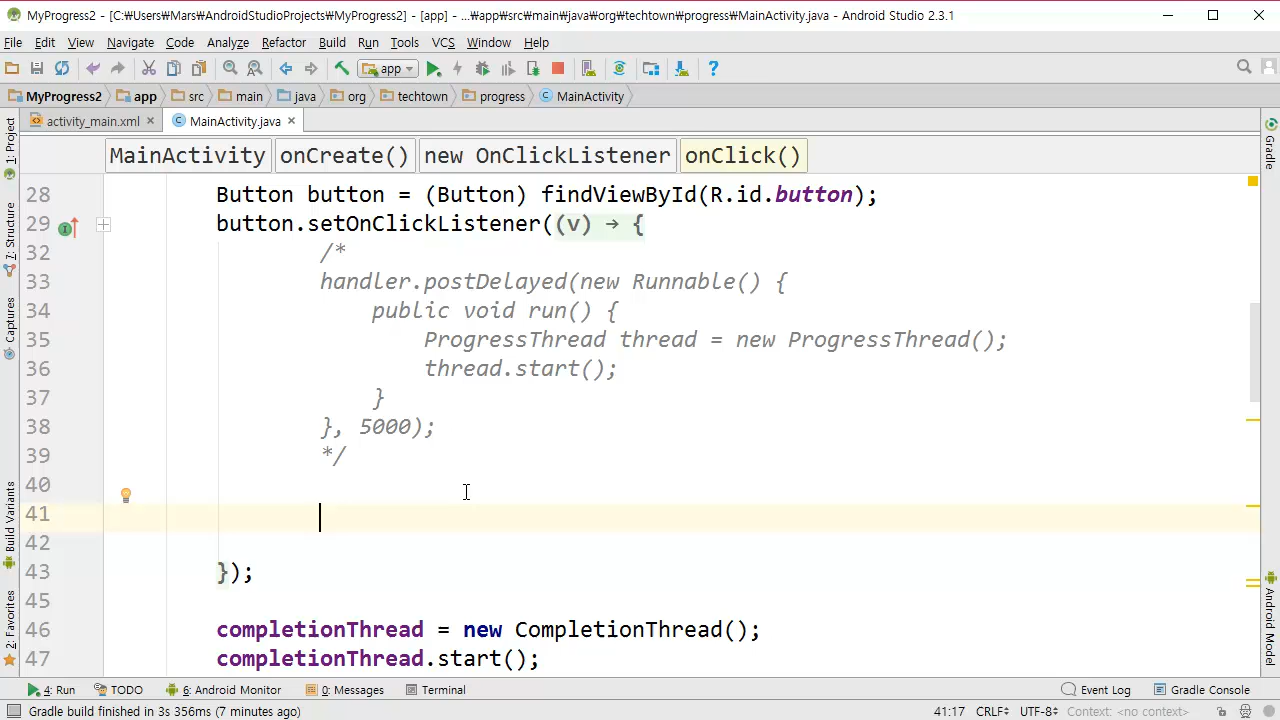 MyProgress2 - [C:₩Users₩Mars₩AndroidStudioProjects₩MyProgress2] - [app] - ...₩app₩src₩main₩java₩org₩techtown₩progress₩MainActivity.java - Android Studio 2.3.1
File Edit View Navigate Code Analyze Refactor Build Run Tools VCS Window Help
app
MyProgress2 app src main java org techtown progress MainActivity
activity_main.xml MainActivity.java
MainActivity onCreate() new OnClickListener onClick()
28 Button button = (Button) findViewById(R.id.button);
29 button.setOnClickListener((v) → {
32 /*
33 handler.postDelayed(new Runnable() {
34 public void run() {
35 ProgressThread thread = new ProgressThread();
36 thread.start();
37 }
38 }, 5000);
39 */
40
41
42
43 });
45
46 completionThread = new CompletionThread();
47 completionThread.start();
1: Project
7: Structure
Captures
Build Variants
2: Favorites
Gradle
Android Model
4: Run TODO 6: Android Monitor 0: Messages Terminal Event Log Gradle Console
Gradle build finished in 3s 356ms (7 minutes ago) 41:17 CRLF UTF-8 Context: <no context>